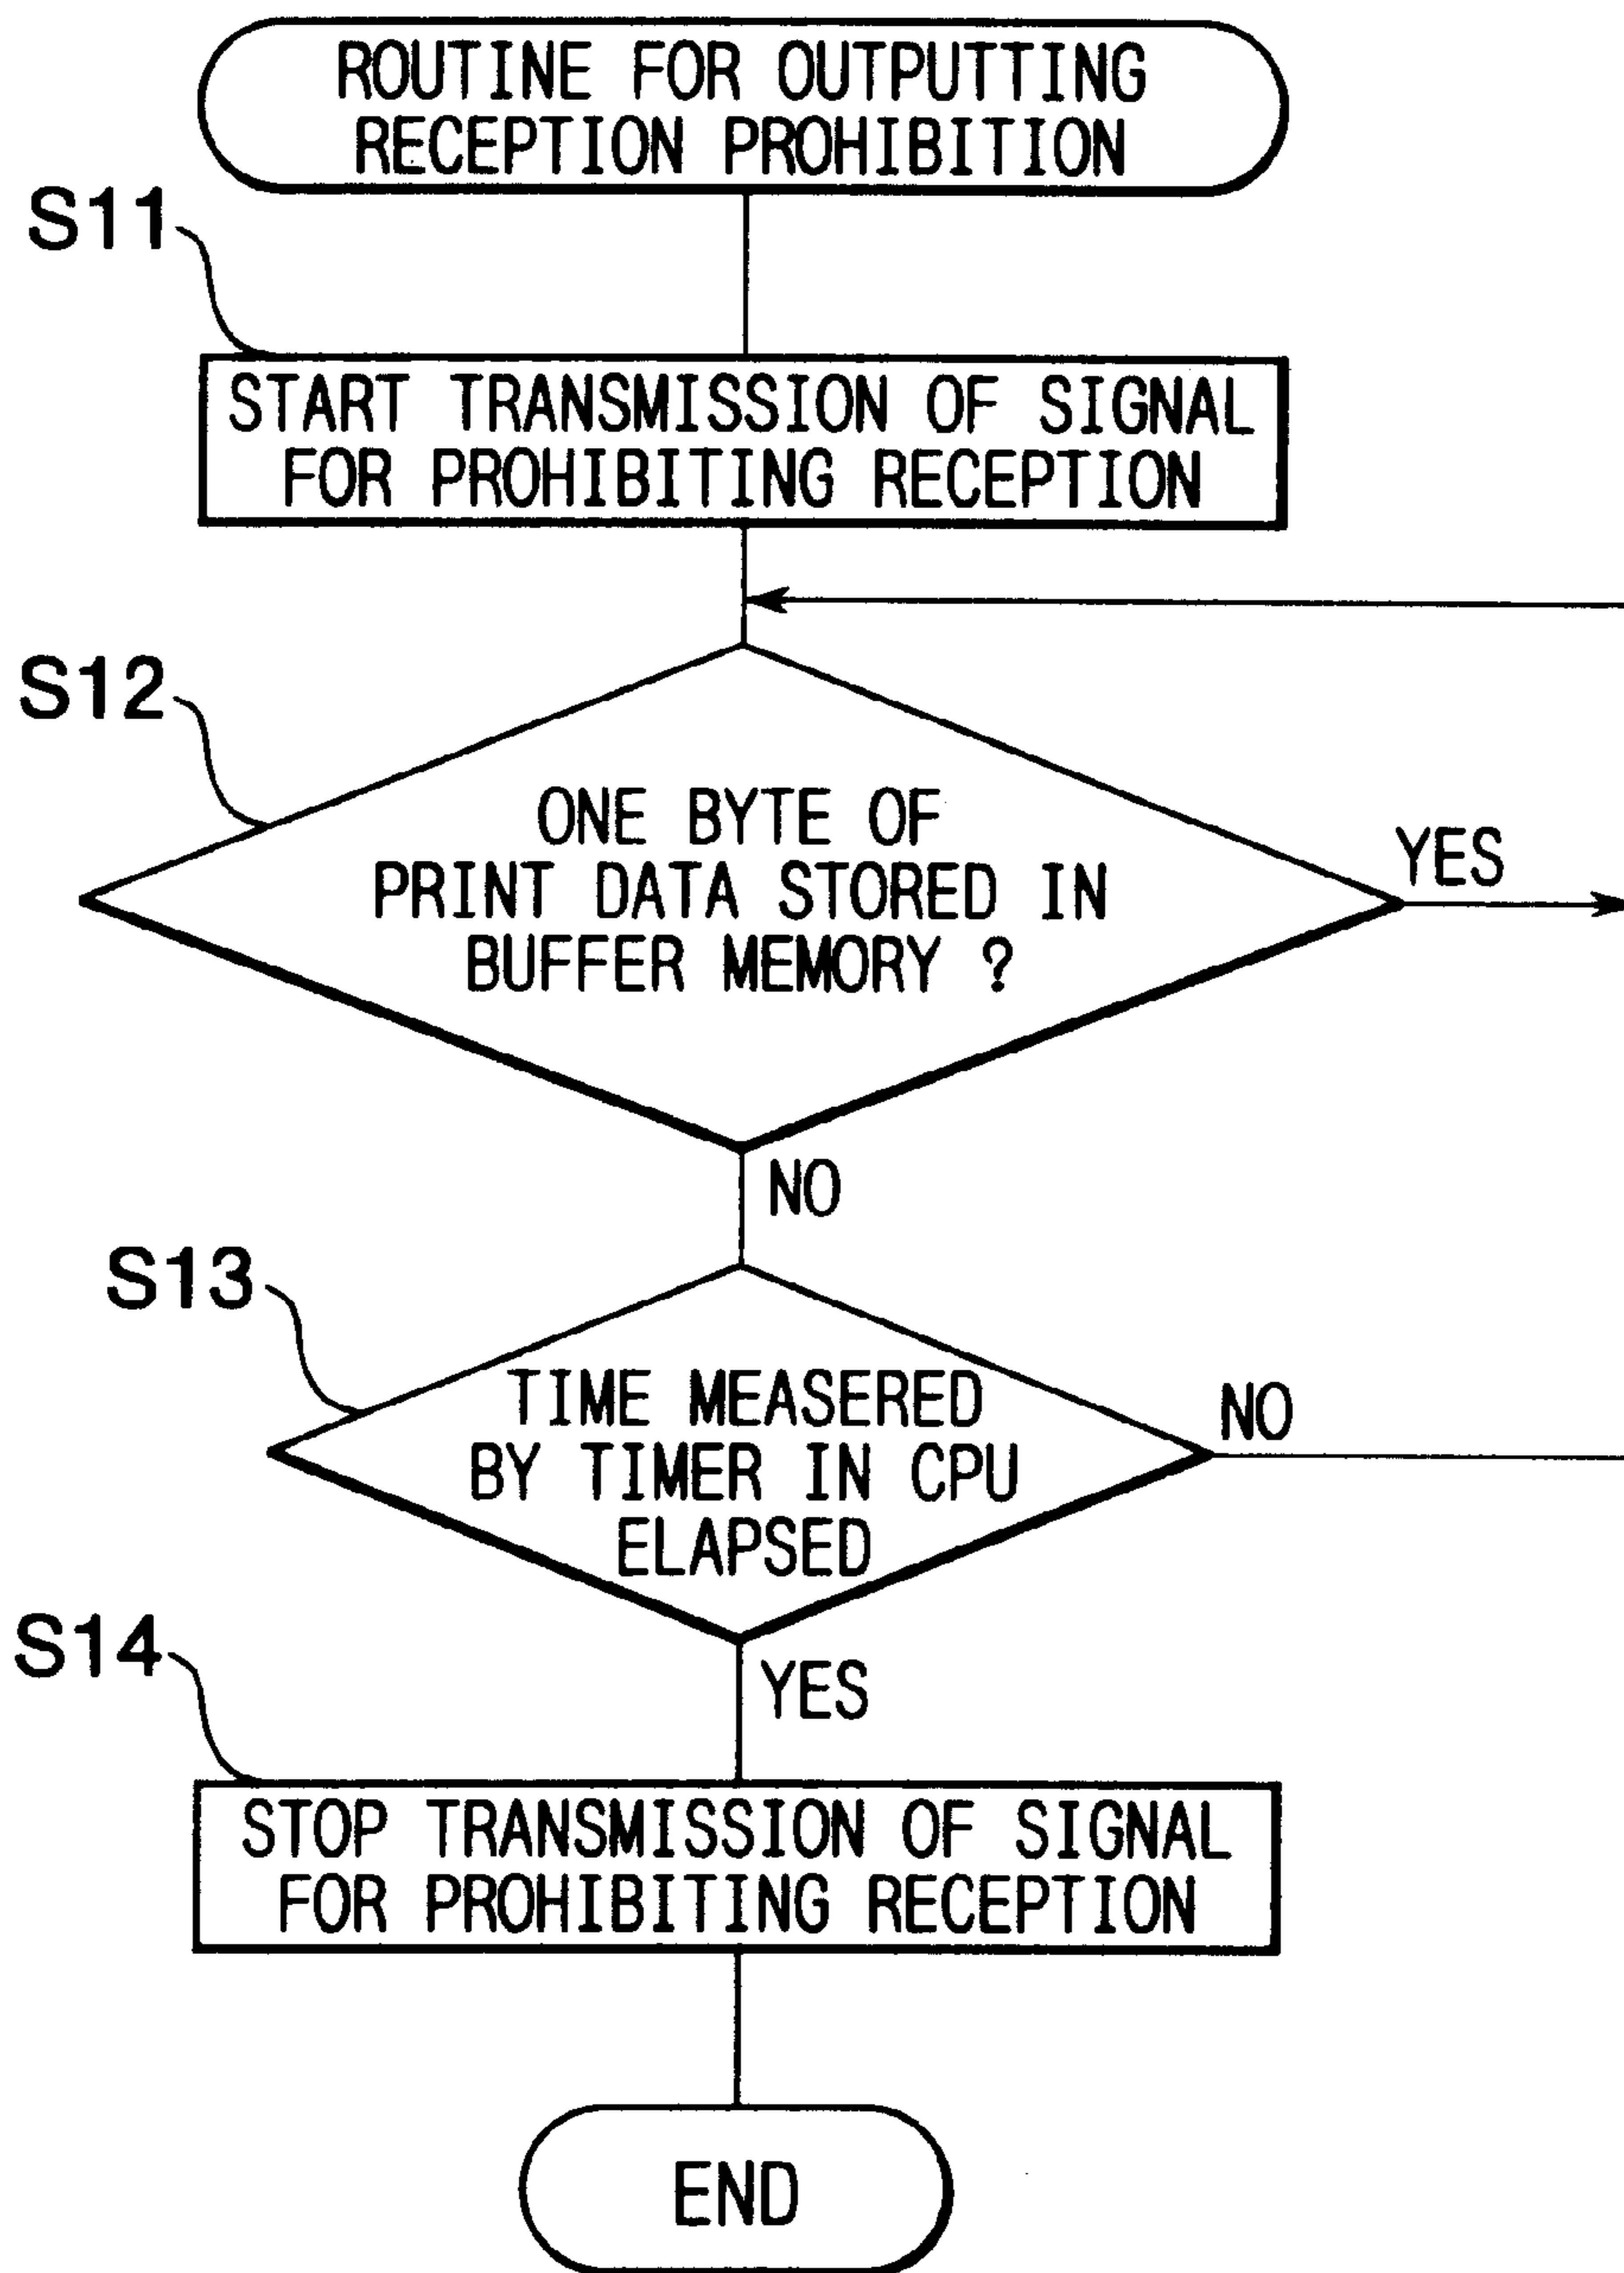 ROUTINE FOR OUTPUTTING
RECEPTION PROHIBITION
S11
START TRANSMISSION OF SIGNAL
FOR PROHIBITING RECEPTION
S12
ONE BYTE OF
PRINT DATA STORED IN
BUFFER MEMORY ?
YES
NO
S13
TIME MEASERED
BY TIMER IN CPU
ELAPSED
NO
YES
S14
STOP TRANSMISSION OF SIGNAL
FOR PROHIBITING RECEPTION
END